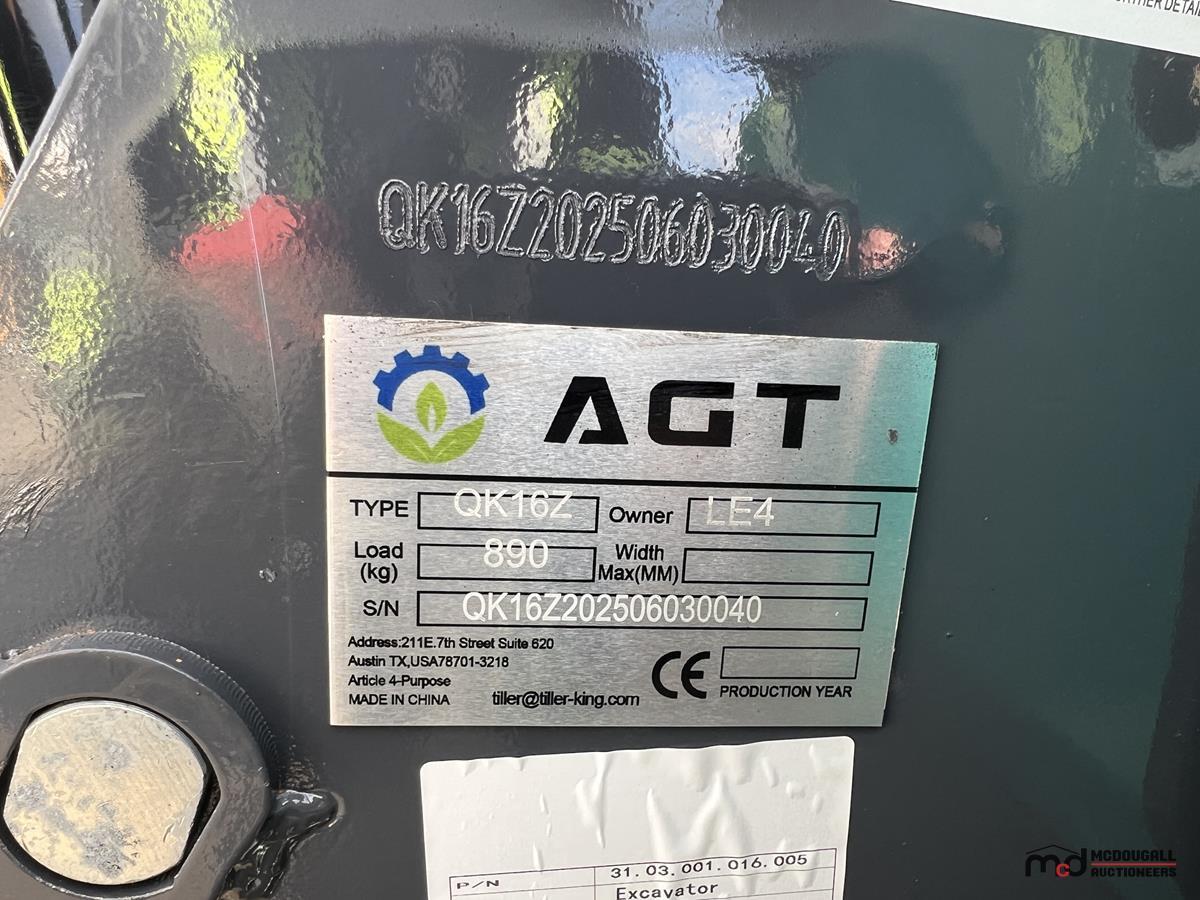 QK16Z202506030040
AGT
TYPE QK16Z Owner LE4
Load (kg) 890 Width Max(MM)
S/N QK16Z202506030040
Address:211E.7th Street Suite 620
Austin TX,USA78701-3218
Article 4-Purpose
MADE IN CHINA tiller@tiller-king.com
CE PRODUCTION YEAR
P/N 31.03.001.016.005
Excavator
mcd MCDOUGALL
AUCTIONEERS